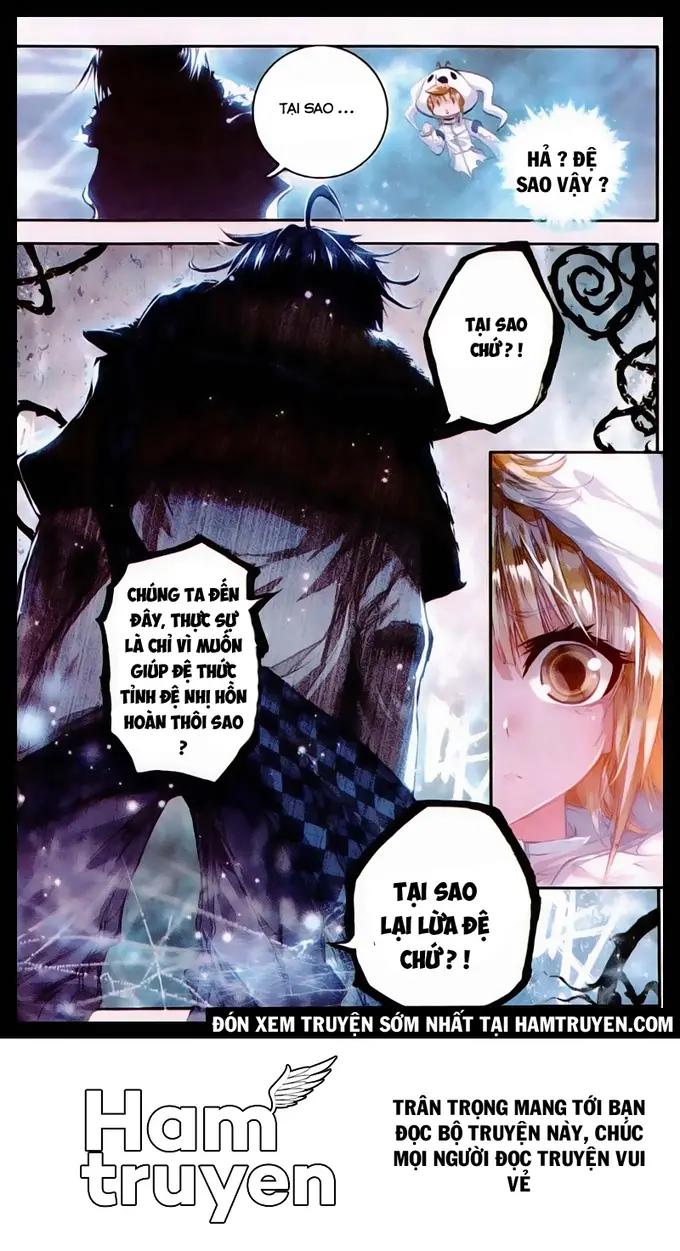 TẠI SAO ...
HẢ ? ĐỆ
SAO VẬY ?
TẠI SAO
CHỨ ? !
CHÚNG TA ĐẾN
ĐÂY, THỰC SỰ
LÀ CHỈ VÌ MUỐN
GIÚP ĐỆ THỨC
TỈNH ĐỆ NHỊ HỒN
HOÀN THÔI SAO
?
TẠI SAO
LẠI LỪA ĐỆ
CHỨ ? !
ĐÓN XEM TRUYỆN SỚM NHẤT TẠI HAMTRUYEN.COM
Ham
truyen
TRÂN TRỌNG MANG TỚI BẠN
ĐỌC BỘ TRUYỆN NÀY, CHÚC
MỌI NGƯỜI ĐỌC TRUYỆN VUI
VẺ